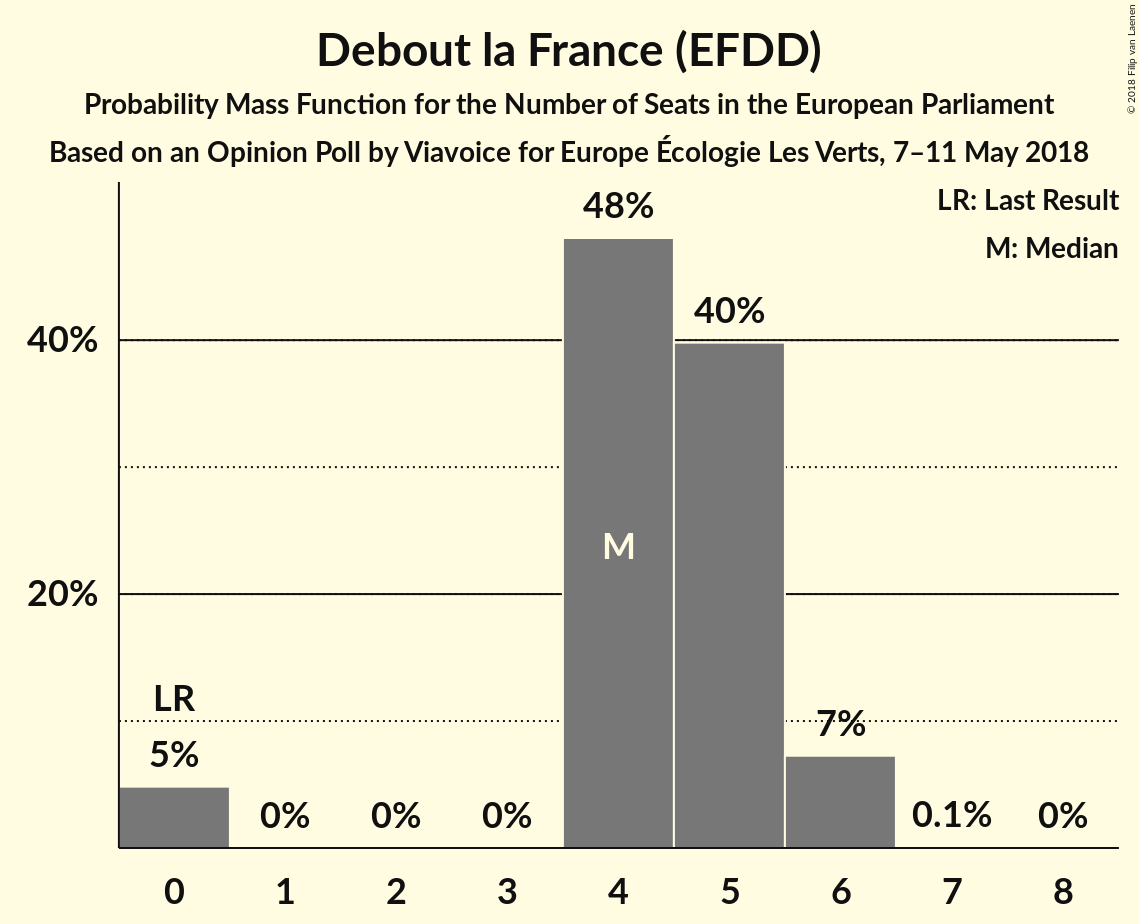 Debout la France (EFDD)
Probability Mass Function for the Number of Seats in the European Parliament
Based on an Opinion Poll by Viavoice for Europe Écologie Les Verts, 7–11 May 2018
© 2018 Filip van Laenen
LR: Last Result
M: Median
48%
40%
40%
M
20%
LR
5%
0%
0%
0%
7%
0.1%
0%
0 1 2 3 4 5 6 7 8